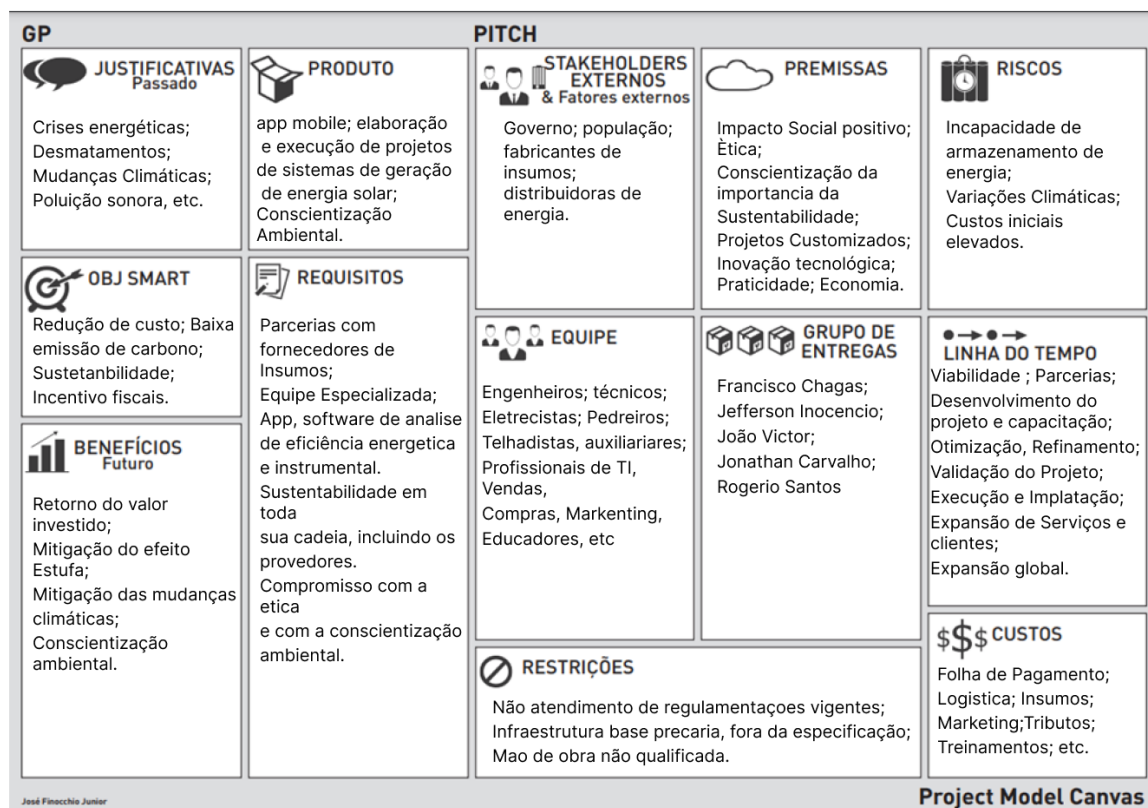 GP
PITCH
JUSTIFICATIVAS
Passado
Crises energéticas;
Desmatamentos;
Mudanças Climáticas;
Poluição sonora, etc.
OBJ SMART
Redução de custo; Baixa
emissão de carbono;
Sustetanbilidade;
Incentivo fiscais.
BENEFÍCIOS
Futuro
Retorno do valor
investido;
Mitigação do efeito
Estufa;
Mitigação das mudanças
climáticas;
Conscientização
ambiental.
PRODUTO
app mobile; elaboração
e execução de projetos
de sistemas de geração
de energia solar;
Conscientização
Ambiental.
REQUISITOS
Parcerias com
fornecedores de
Insumos;
Equipe Especializada;
App, software de analise
de eficiência energetica
e instrumental.
Sustentabilidade em
toda
sua cadeia, incluindo os
provedores.
Compromisso com a
etica
e com a conscientização
ambiental.
STAKEHOLDERS
EXTERNOS
& Fatores externos
Governo; população;
fabricantes de
insumos;
distribuidoras de
energia.
EQUIPE
Engenheiros; técnicos;
Eletrecistas; Pedreiros;
Telhadistas, auxiliariares;
Profissionais de TI,
Vendas,
Compras, Markenting,
Educadores, etc
PREMISSAS
Impacto Social positivo;
Ètica;
Conscientização da
importancia da
Sustentabilidade;
Projetos Customizados;
Inovação tecnológica;
Praticidade; Economia.
GRUPO DE
ENTREGAS
Francisco Chagas;
Jefferson Inocencio;
João Victor;
Jonathan Carvalho;
Rogerio Santos
RESTRIÇÕES
Não atendimento de regulamentaçoes vigentes;
Infraestrutura base precaria, fora da especificação;
Mao de obra não qualificada.
RISCOS
Incapacidade de
armazenamento de
energia;
Variações Climáticas;
Custos iniciais
elevados.
LINHA DO TEMPO
Viabilidade ; Parcerias;
Desenvolvimento do
projeto e capacitação;
Otimização, Refinamento;
Validação do Projeto;
Execução e Implatação;
Expansão de Serviços e
clientes;
Expansão global.
$$$ CUSTOS
Folha de Pagamento;
Logistica; Insumos;
Marketing;Tributos;
Treinamentos; etc.
José Finocchio Junior
Project Model Canvas